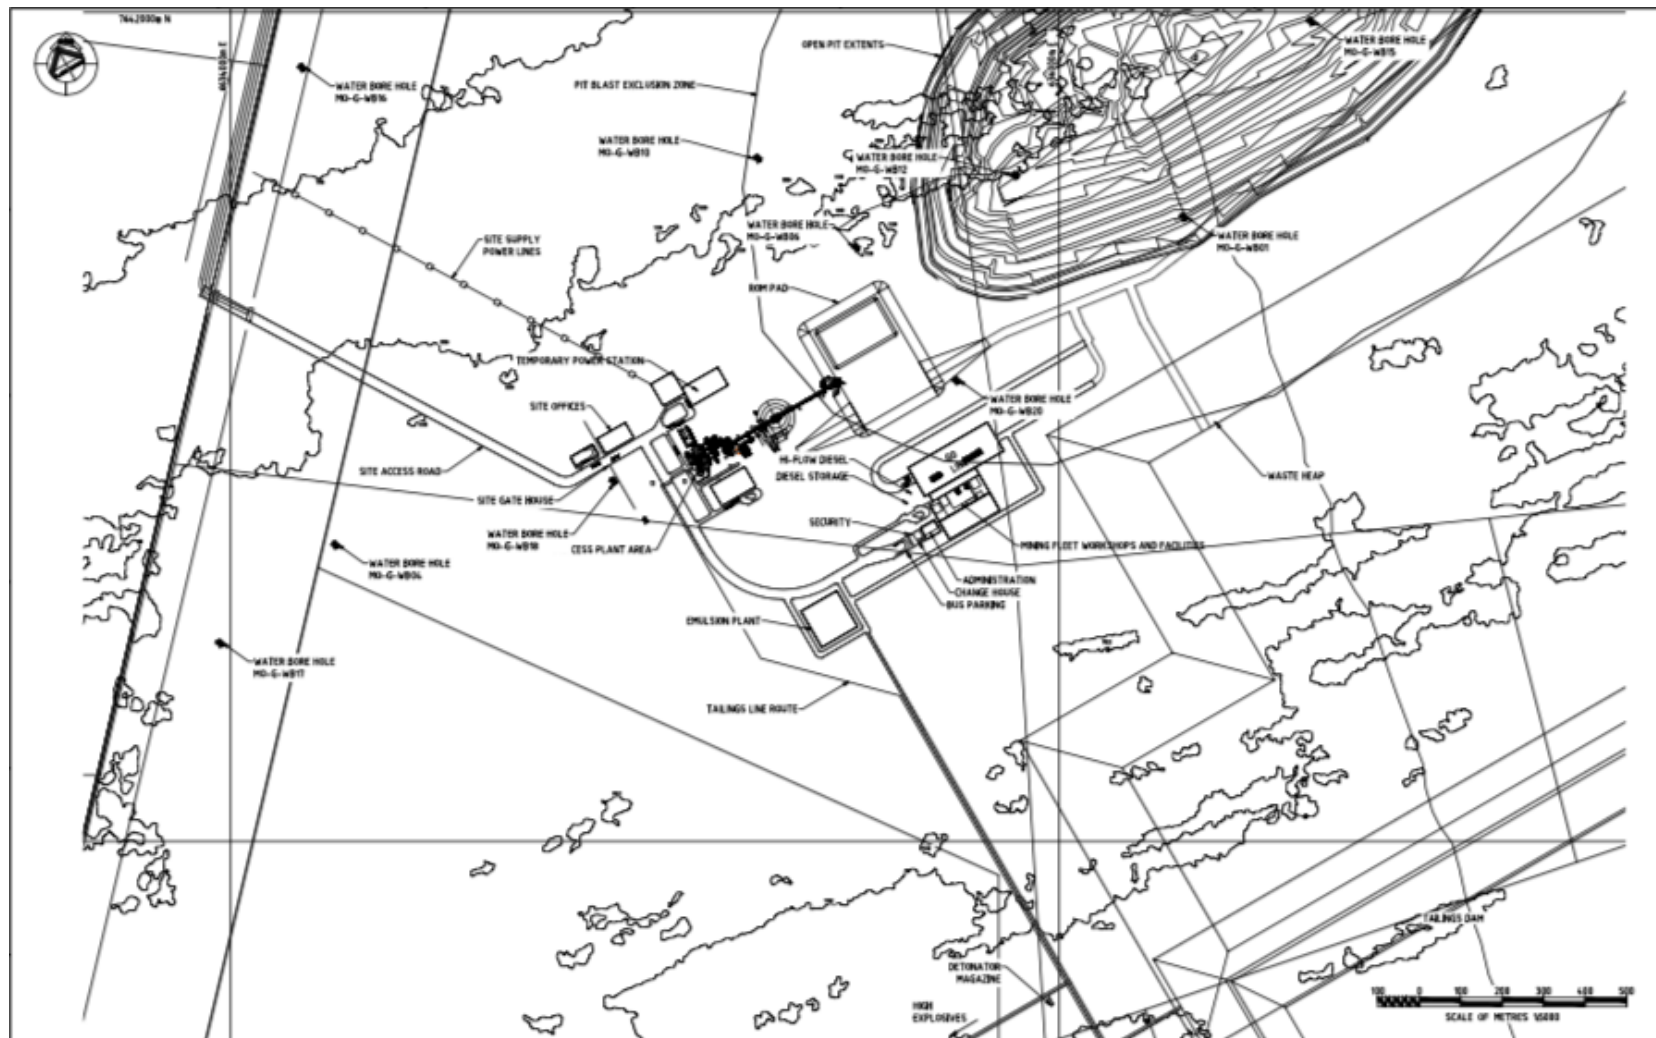 7642000m N
WATER BORE HOLE
MO-G-WB16
PIT BLAST EXCLUSION ZONE
OPEN PIT EXTENTS
WATER BORE HOLE
MO-G-WB15
WATER BORE HOLE
MO-G-WB13
WATER BORE HOLE
MO-G-WB12
WATER BORE HOLE
MO-G-WB06
WATER BORE HOLE
MO-G-WB01
SITE SUPPLY
POWER LINES
ROM PAD
TEMPORARY POWER STATION
SITE OFFICES
WATER BORE HOLE
MO-G-WB20
SITE ACCESS ROAD
HI-FLOW DIESEL
DIESEL STORAGE
WASTE HEAP
SITE GATE HOUSE
SECURITY
WATER BORE HOLE
MO-G-WB18
CESS PLANT AREA
MINING FLEET WORKSHOPS AND FACILITIES
WATER BORE HOLE
MO-G-WB04
ADMINISTRATION
CHANGE HOUSE
BUS PARKING
EMULSION PLANT
WATER BORE HOLE
MO-G-WB17
TAILINGS LINE ROUTE
TAILINGS DAM
DETONATOR
MAGAZINE
HIGH
EXPLOSIVES
100 0 100 200 300 400 500
SCALE OF METRES 1:5000